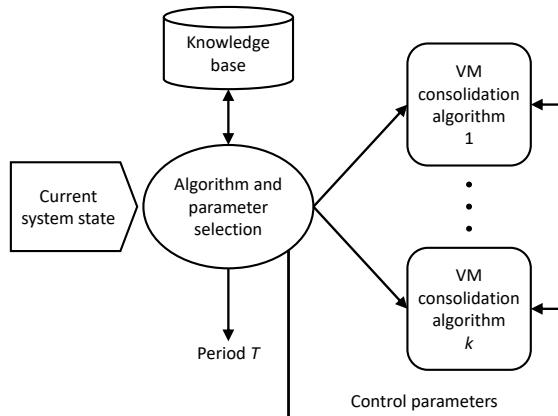 Knowledge
base
VM
consolidation
algorithm
1
Current
system state
Algorithm and
parameter
selection
VM
consolidation
algorithm
k
Period T
Control parameters